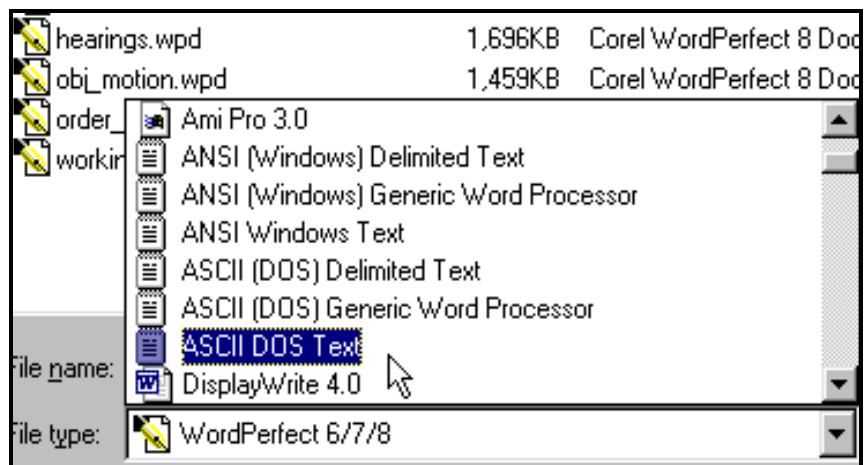 hearings.wpd 1,696KB Corel WordPerfect 8 Doc
obj_motion.wpd 1,459KB Corel WordPerfect 8 Doc
order_
workin
Ami Pro 3.0
ANSI (Windows) Delimited Text
ANSI (Windows) Generic Word Processor
ANSI Windows Text
ASCII (DOS) Delimited Text
ASCII (DOS) Generic Word Processor
ASCII DOS Text
DisplayWrite 4.0
File name:
File type: WordPerfect 6/7/8